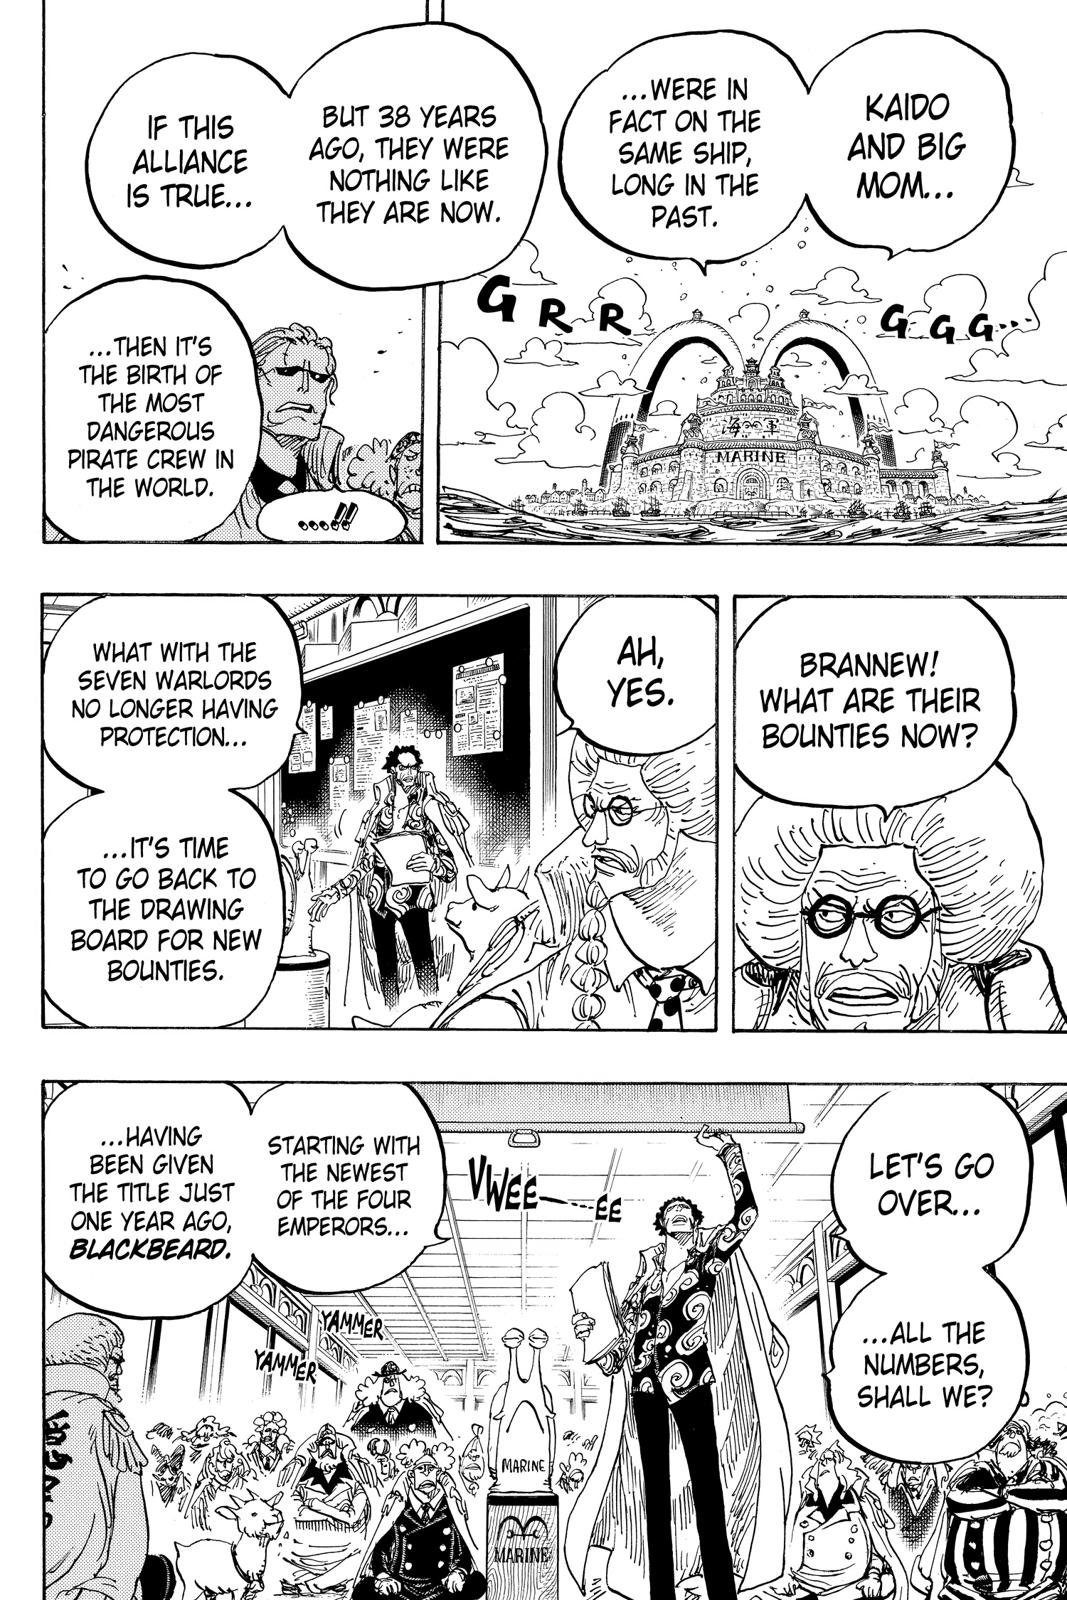 KAIDO
AND BIG
MOM...
...WERE IN
FACT ON THE
SAME SHIP,
LONG IN THE
PAST.
GRR
GGG...
海軍
MARINE
BUT 38 YEARS
AGO, THEY WERE
NOTHING LIKE
THEY ARE NOW.
IF THIS
ALLIANCE
IS TRUE...
...THEN IT'S
THE BIRTH OF
THE MOST
DANGEROUS
PIRATE CREW IN
THE WORLD.
....!!
BRANNEW!
WHAT ARE THEIR
BOUNTIES NOW?
AH,
YES.
WHAT WITH THE
SEVEN WARLORDS
NO LONGER HAVING
PROTECTION...
...IT'S TIME
TO GO BACK TO
THE DRAWING
BOARD FOR NEW
BOUNTIES.
LET'S GO
OVER...
...ALL THE
NUMBERS,
SHALL WE?
VWEE----EE
STARTING WITH
THE NEWEST
OF THE FOUR
EMPERORS...
...HAVING
BEEN GIVEN
THE TITLE JUST
ONE YEAR AGO,
BLACKBEARD.
YAMMER
YAMMER
MARINE
MARINE